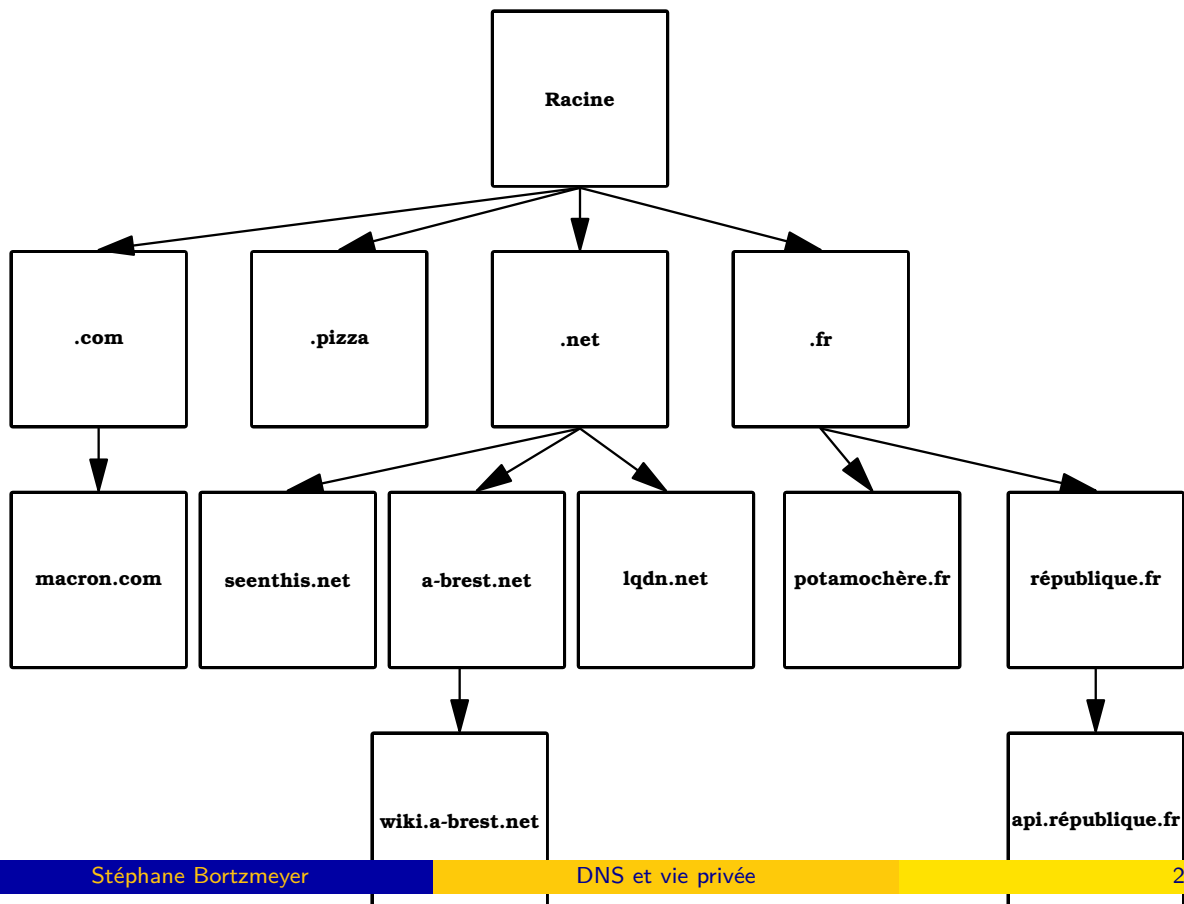 Racine
.com
.pizza
.net
.fr
macron.com
seenthis.net
a-brest.net
lqdn.net
potamochère.fr
république.fr
wiki.a-brest.net
api.république.fr
Stéphane Bortzmeyer
DNS et vie privée
2